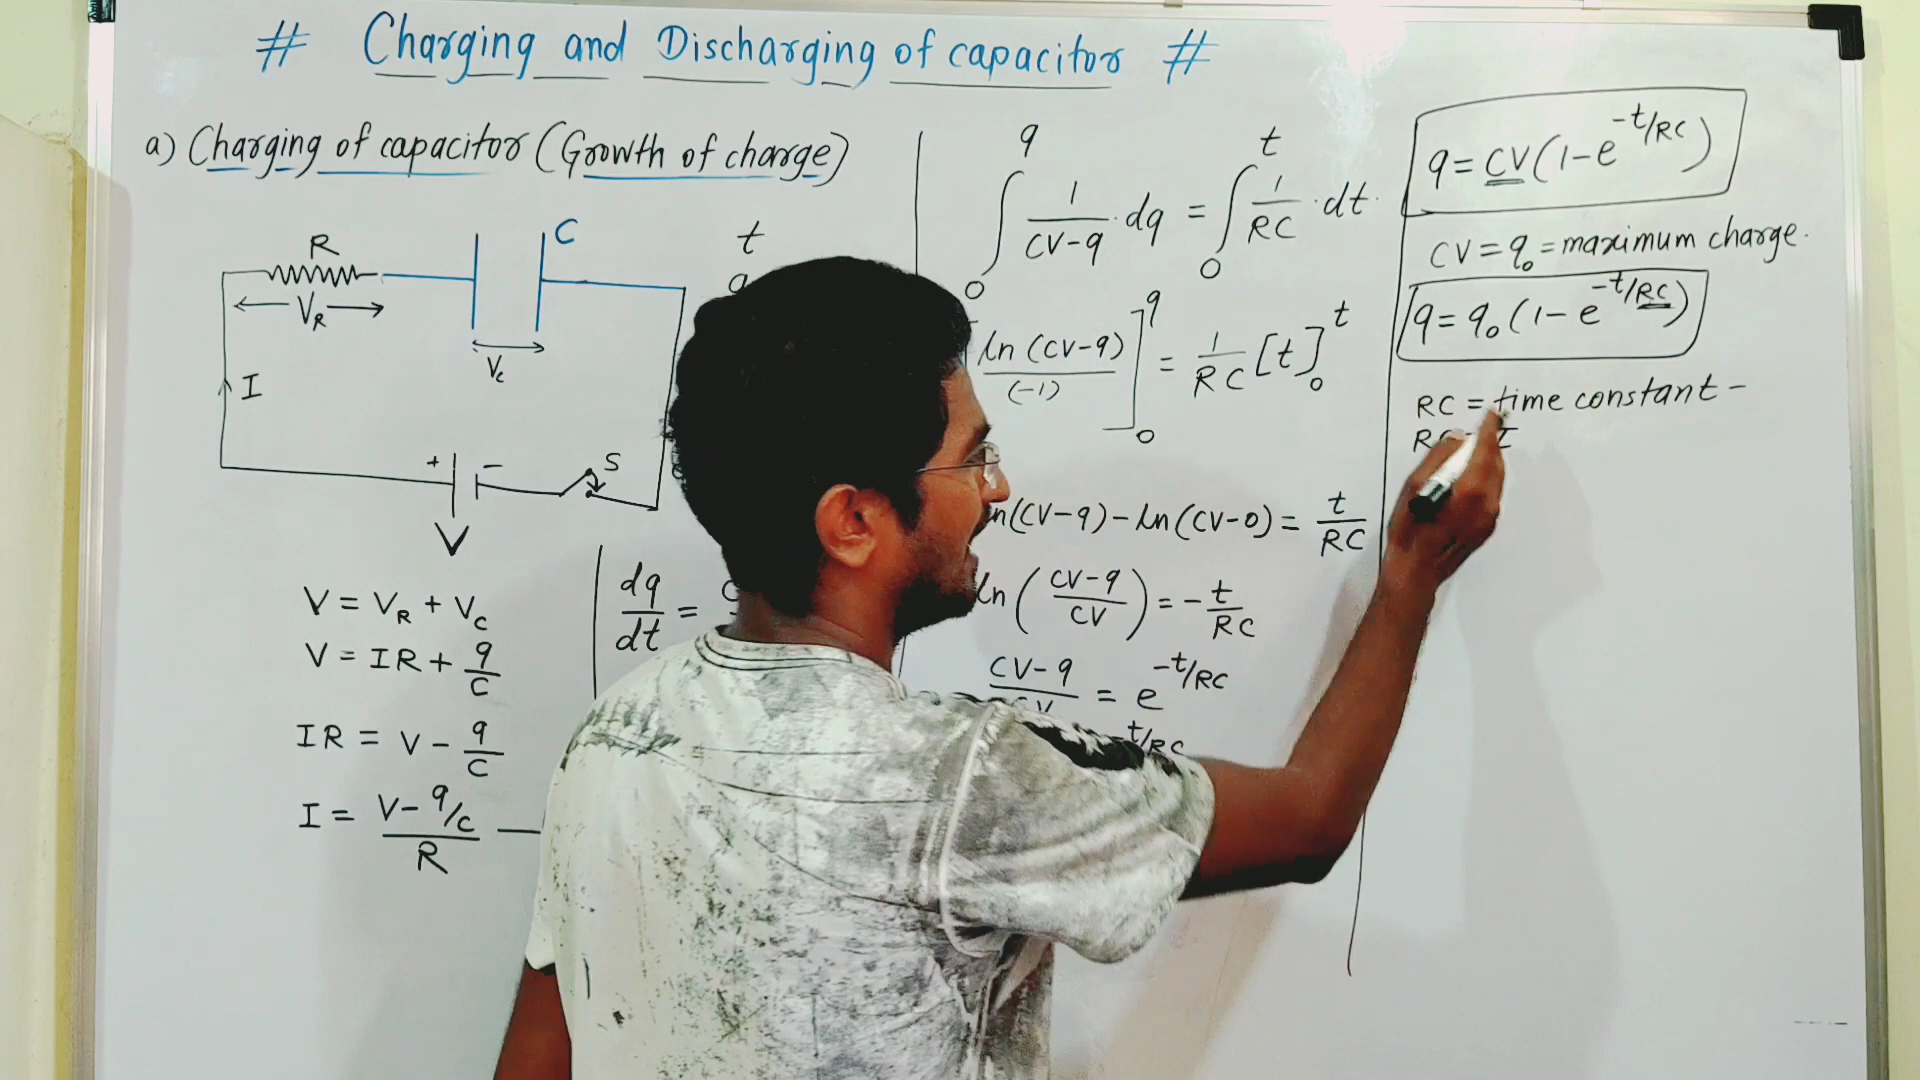 # Charging and Discharging of capacitor #
a) Charging of capacitor (Growth of charge)
R
C
V_R
V_c
I
+ −
S
V
V = V_R + V_c
V = IR + q/C
IR = V − q/C
I = (V − q/C)/R —
t
dq/dt =
∫₀^q 1/(CV−q) · dq = ∫₀^t 1/RC · dt.
ln (CV−q)/(−1) ]₀^q = 1/RC [t]₀^t
n(CV−q) − ln(CV−0) = t/RC
ln ((CV−q)/CV) = − t/RC
(CV−q)/CV = e^(−t/RC)
t/RC
q = CV(1−e^(−t/RC))
CV = q₀ = maximum charge.
q = q₀ (1 − e^(−t/RC))
RC = time constant −